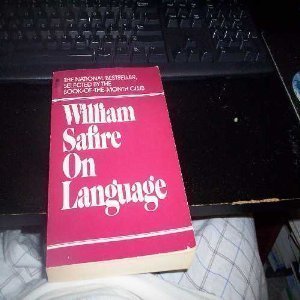 THE NATIONAL BESTSELLER,
SELECTED BY THE
BOOK-OF-THE-MONTH CLUB
William
Safire
On
Language